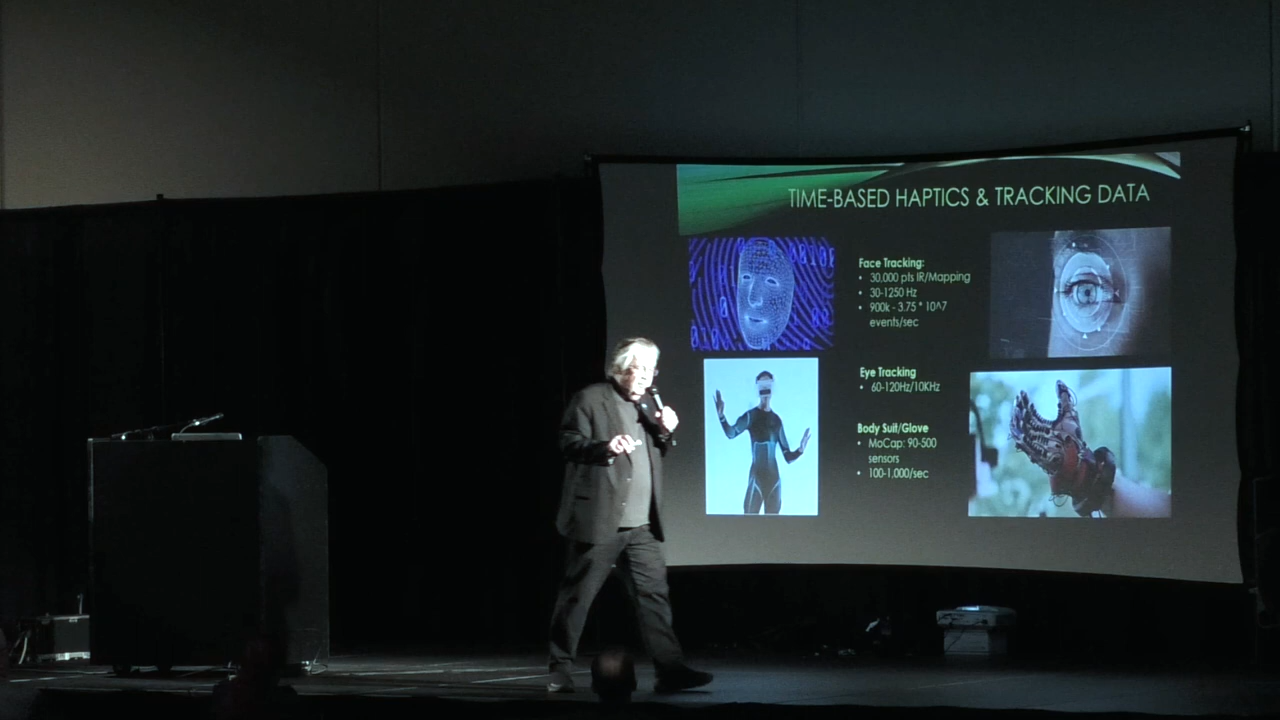 TIME-BASED HAPTICS & TRACKING DATA
Face Tracking:
• 30,000 pts IR/Mapping
• 30-1250 Hz
• 900k - 3.75 * 10^7
events/sec
Eye Tracking
• 60-120Hz/10KHz
Body Suit/Glove
• MoCap: 90-500
sensors
• 100-1,000/sec